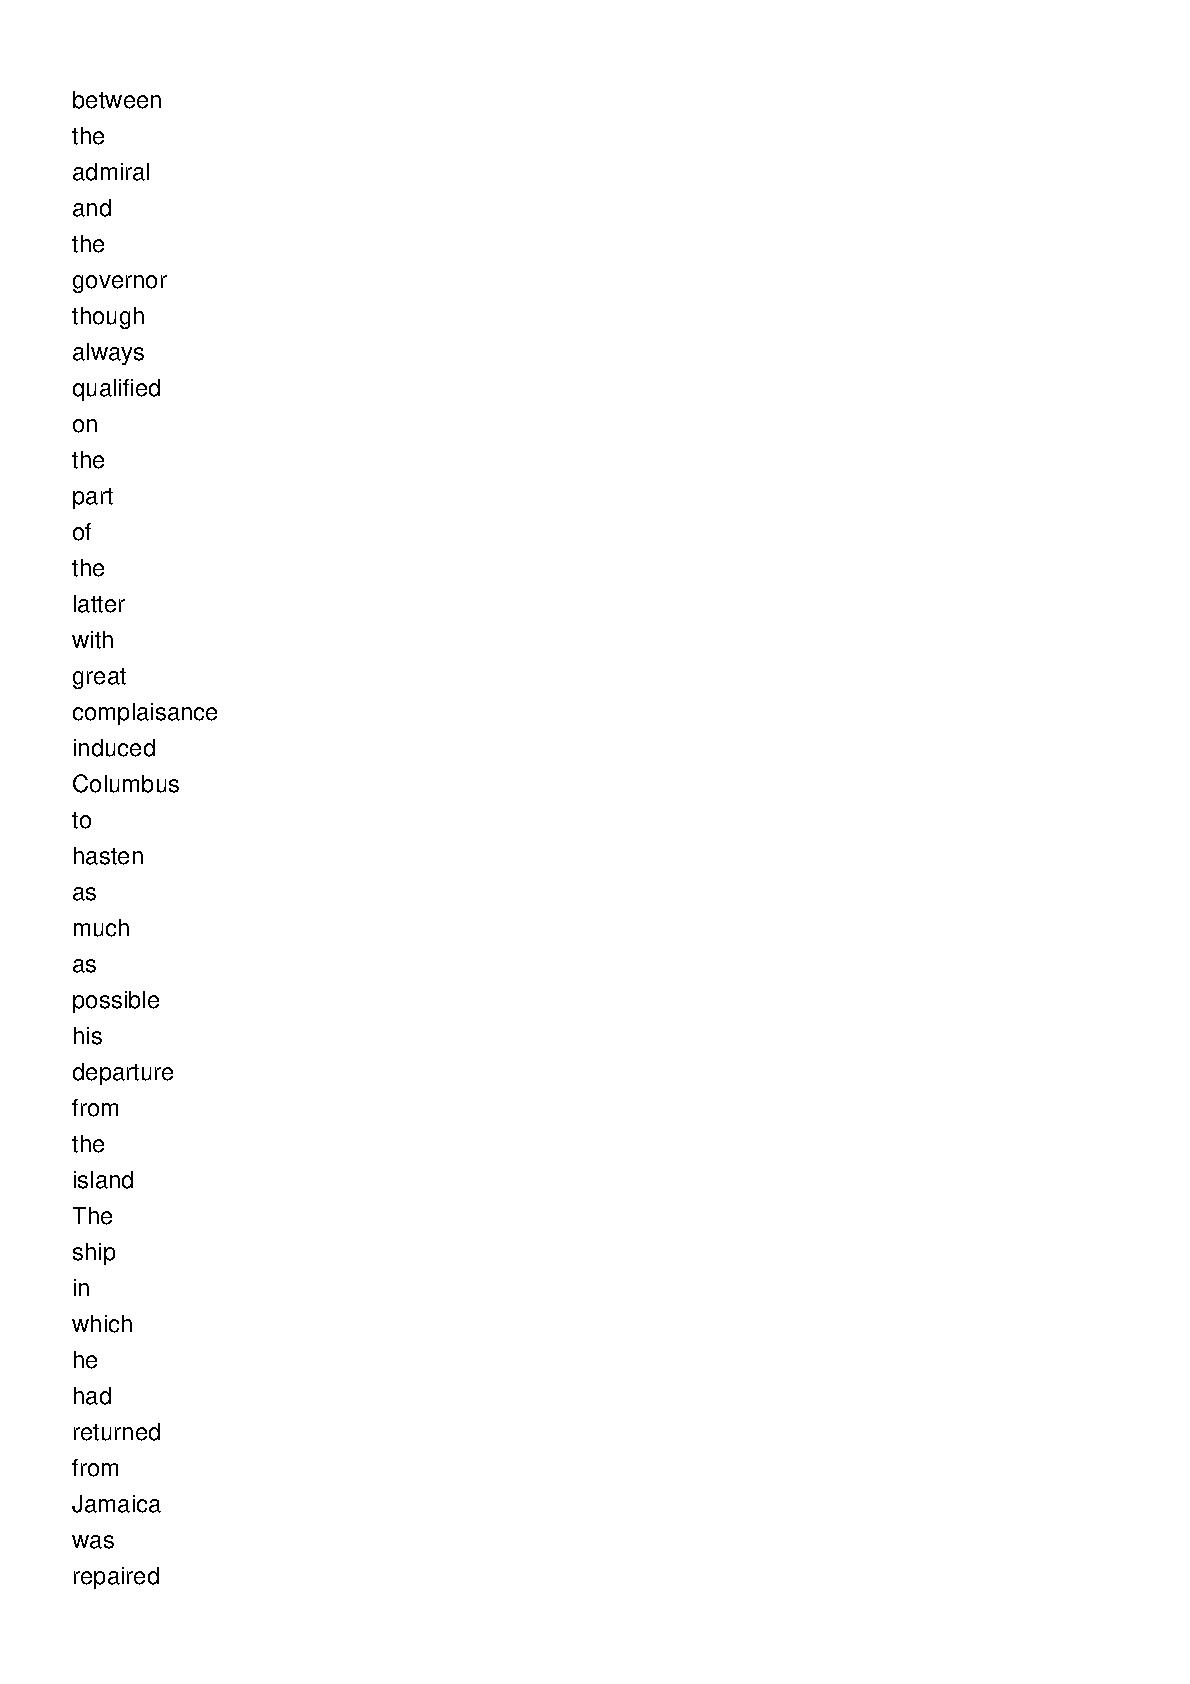 between
the
admiral
and
the
governor
though
always
qualified
on
the
part
of
the
latter
with
great
complaisance
induced
Columbus
to
hasten
as
much
as
possible
his
departure
from
the
island
The
ship
in
which
he
had
returned
from
Jamaica
was
repaired